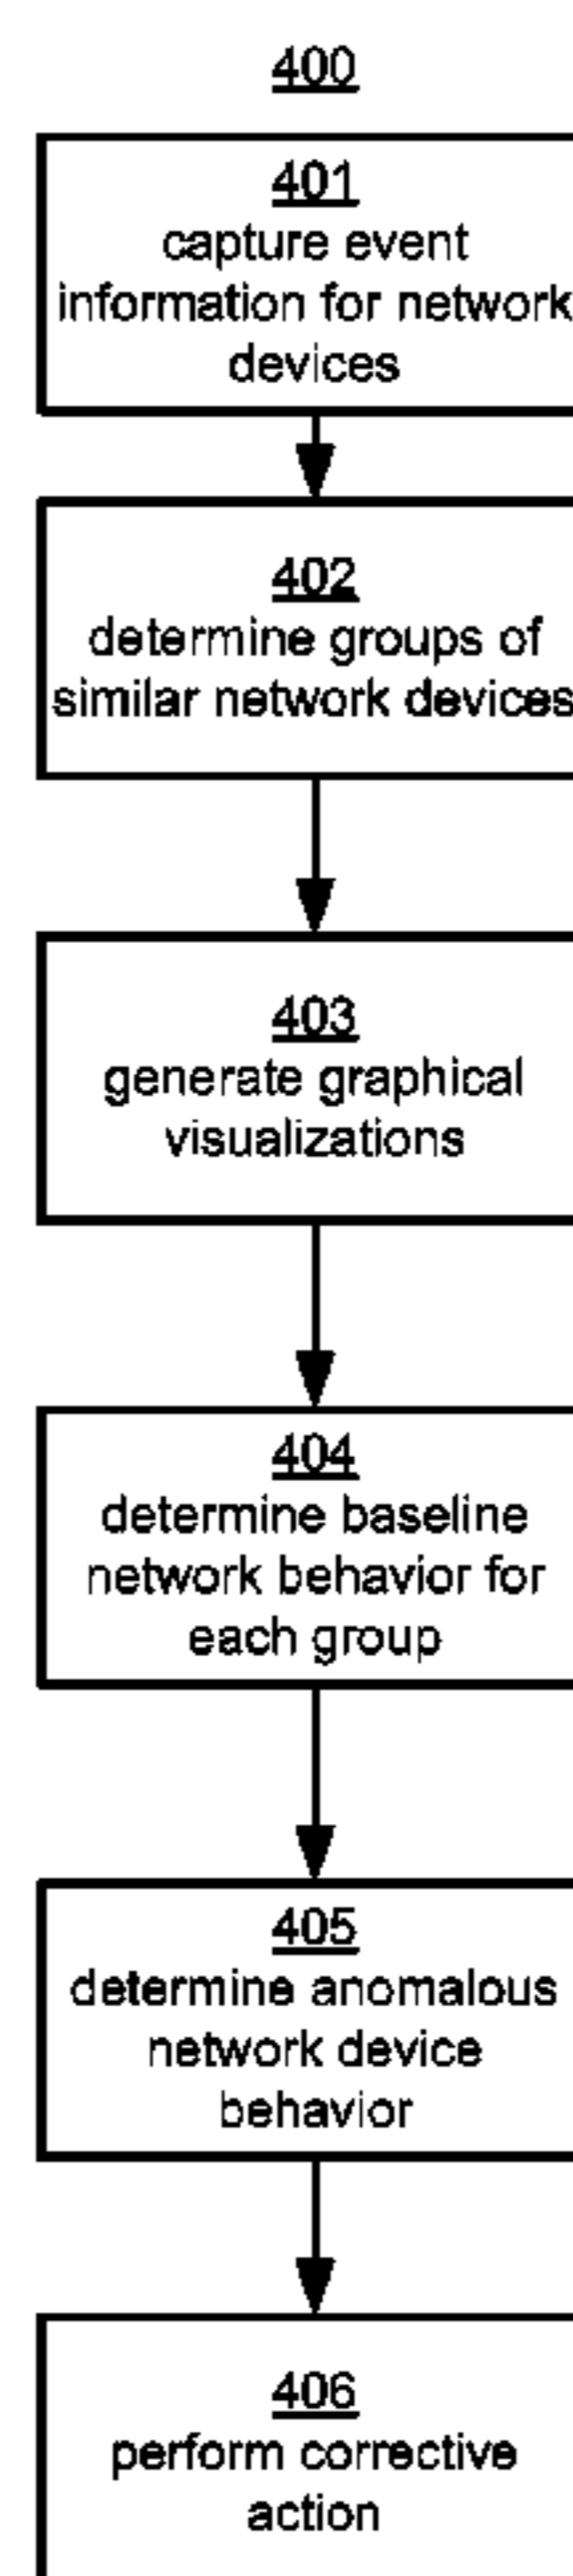 400
401
capture event
information for network
devices
402
determine groups of
similar network devices
403
generate graphical
visualizations
404
determine baseline
network behavior for
each group
405
determine anomalous
network device
behavior
406
perform corrective
action